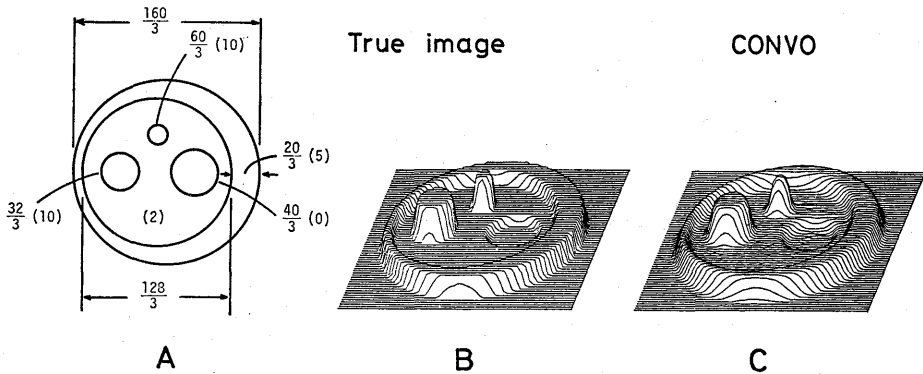 160/3
60/3 (10)
True image
CONVO
20/3 (5)
32/3 (10)
(2)
40/3 (0)
128/3
A
B
C